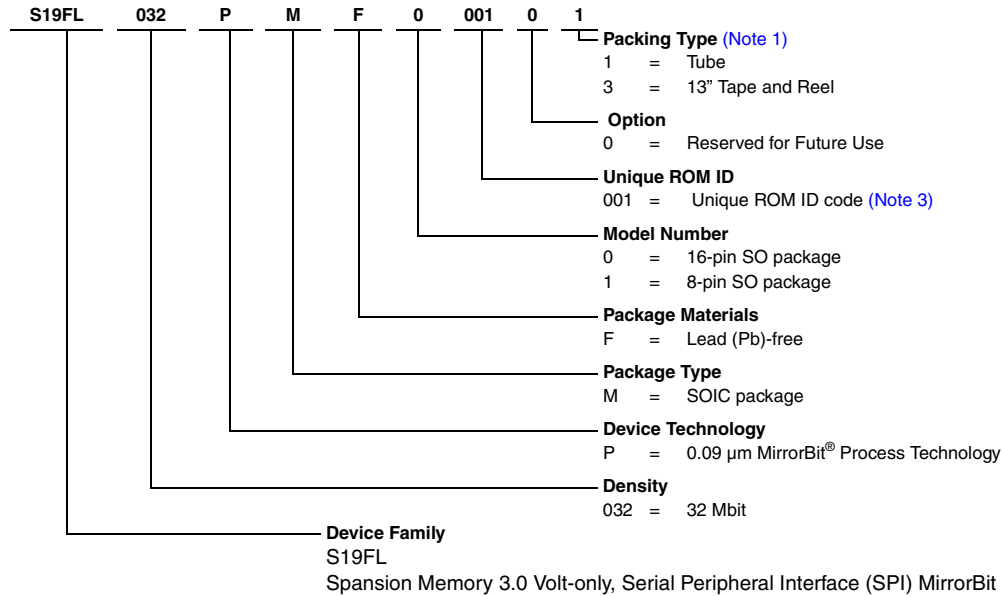 S19FL 032 P M F 0 001 0 1
Packing Type (Note 1)
1 = Tube
3 = 13” Tape and Reel
Option
0 = Reserved for Future Use
Unique ROM ID
001 = Unique ROM ID code (Note 3)
Model Number
0 = 16-pin SO package
1 = 8-pin SO package
Package Materials
F = Lead (Pb)-free
Package Type
M = SOIC package
Device Technology
P = 0.09 µm MirrorBit® Process Technology
Density
032 = 32 Mbit
Device Family
S19FL
Spansion Memory 3.0 Volt-only, Serial Peripheral Interface (SPI) MirrorBit